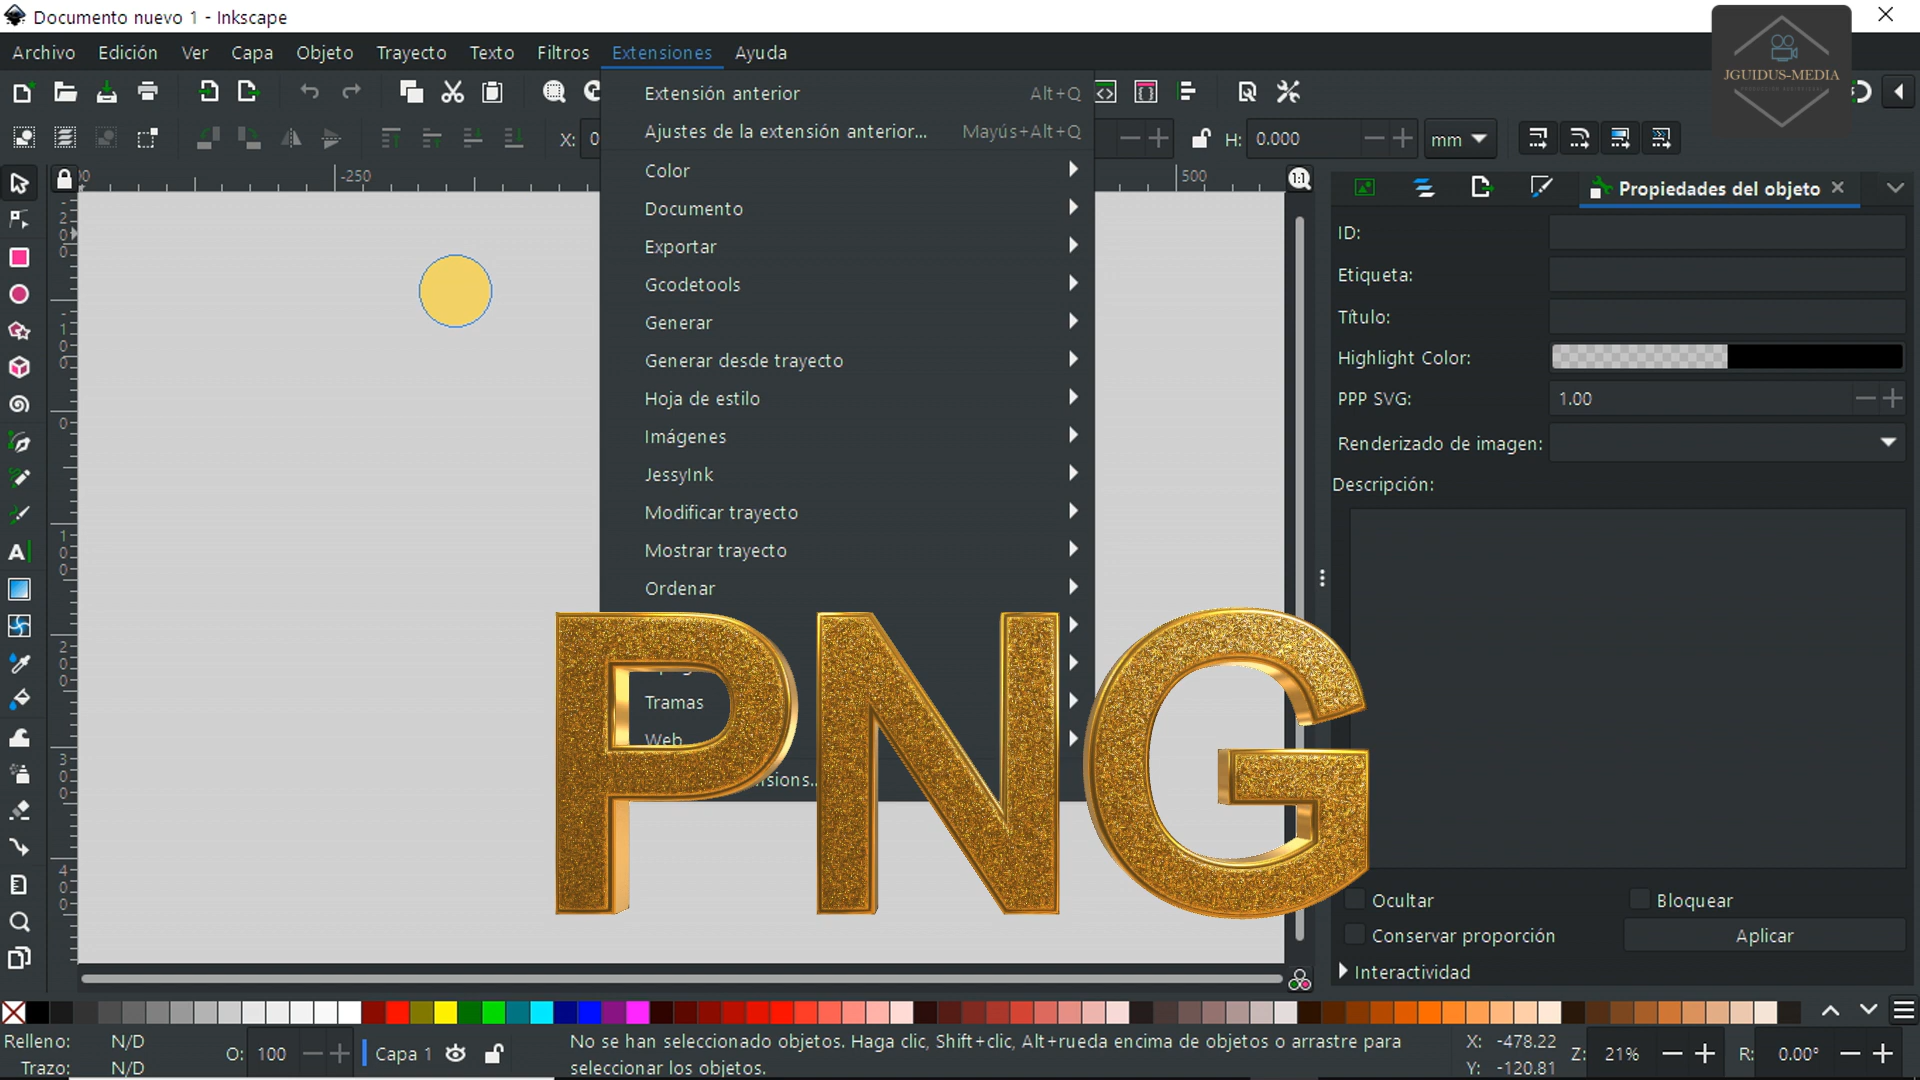 Documento nuevo 1 - Inkscape
JGUIDUS-MEDIA
Archivo Edición Ver Capa Objeto Trayecto Texto Filtros Extensiones Ayuda
Extensión anterior Alt+Q
Ajustes de la extensión anterior... Mayús+Alt+Q
X: 0 H: 0.000 mm
Color
-250 500 1:1
Propiedades del objeto
Documento
ID:
Exportar
Etiqueta:
Gcodetools
Título:
Generar
Highlight Color:
Generar desde trayecto
PPP SVG: 1.00
Hoja de estilo
Renderizado de imagen:
Imágenes
Descripción:
JessyInk
Modificar trayecto
Mostrar trayecto
Ordenar
PNG
Tramas
Web
nsions..
Ocultar Bloquear
Conservar proporción Aplicar
Interactividad
Relleno: N/D
Trazo: N/D
O: 100 Capa 1
No se han seleccionado objetos. Haga clic, Shift+clic, Alt+rueda encima de objetos o arrastre para
seleccionar los objetos.
X: -478.22
Y: -120.81
Z: 21% R: 0.00°